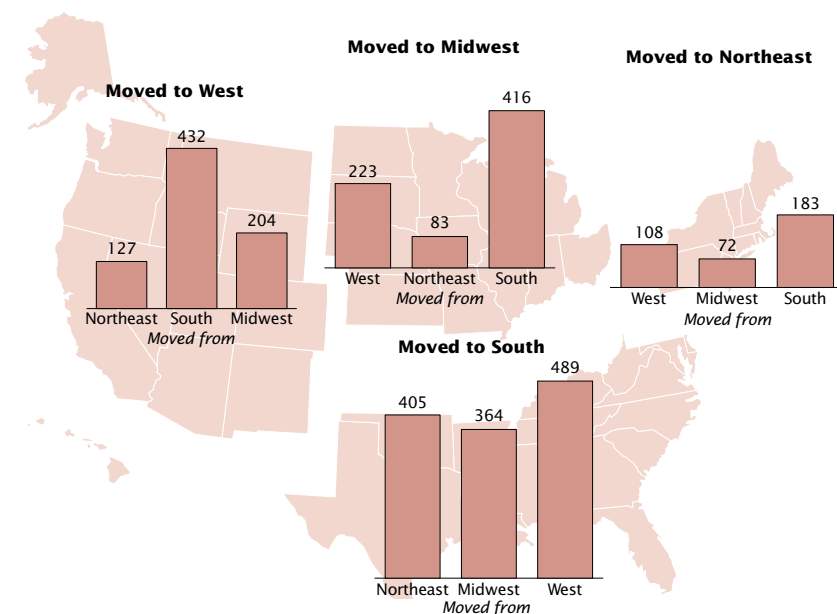 Moved to West
432
204
127
Northeast South Midwest
Moved from
Moved to Midwest
416
223
83
West Northeast South
Moved from
Moved to Northeast
183
108
72
West Midwest South
Moved from
Moved to South
489
405
364
Northeast Midwest West
Moved from